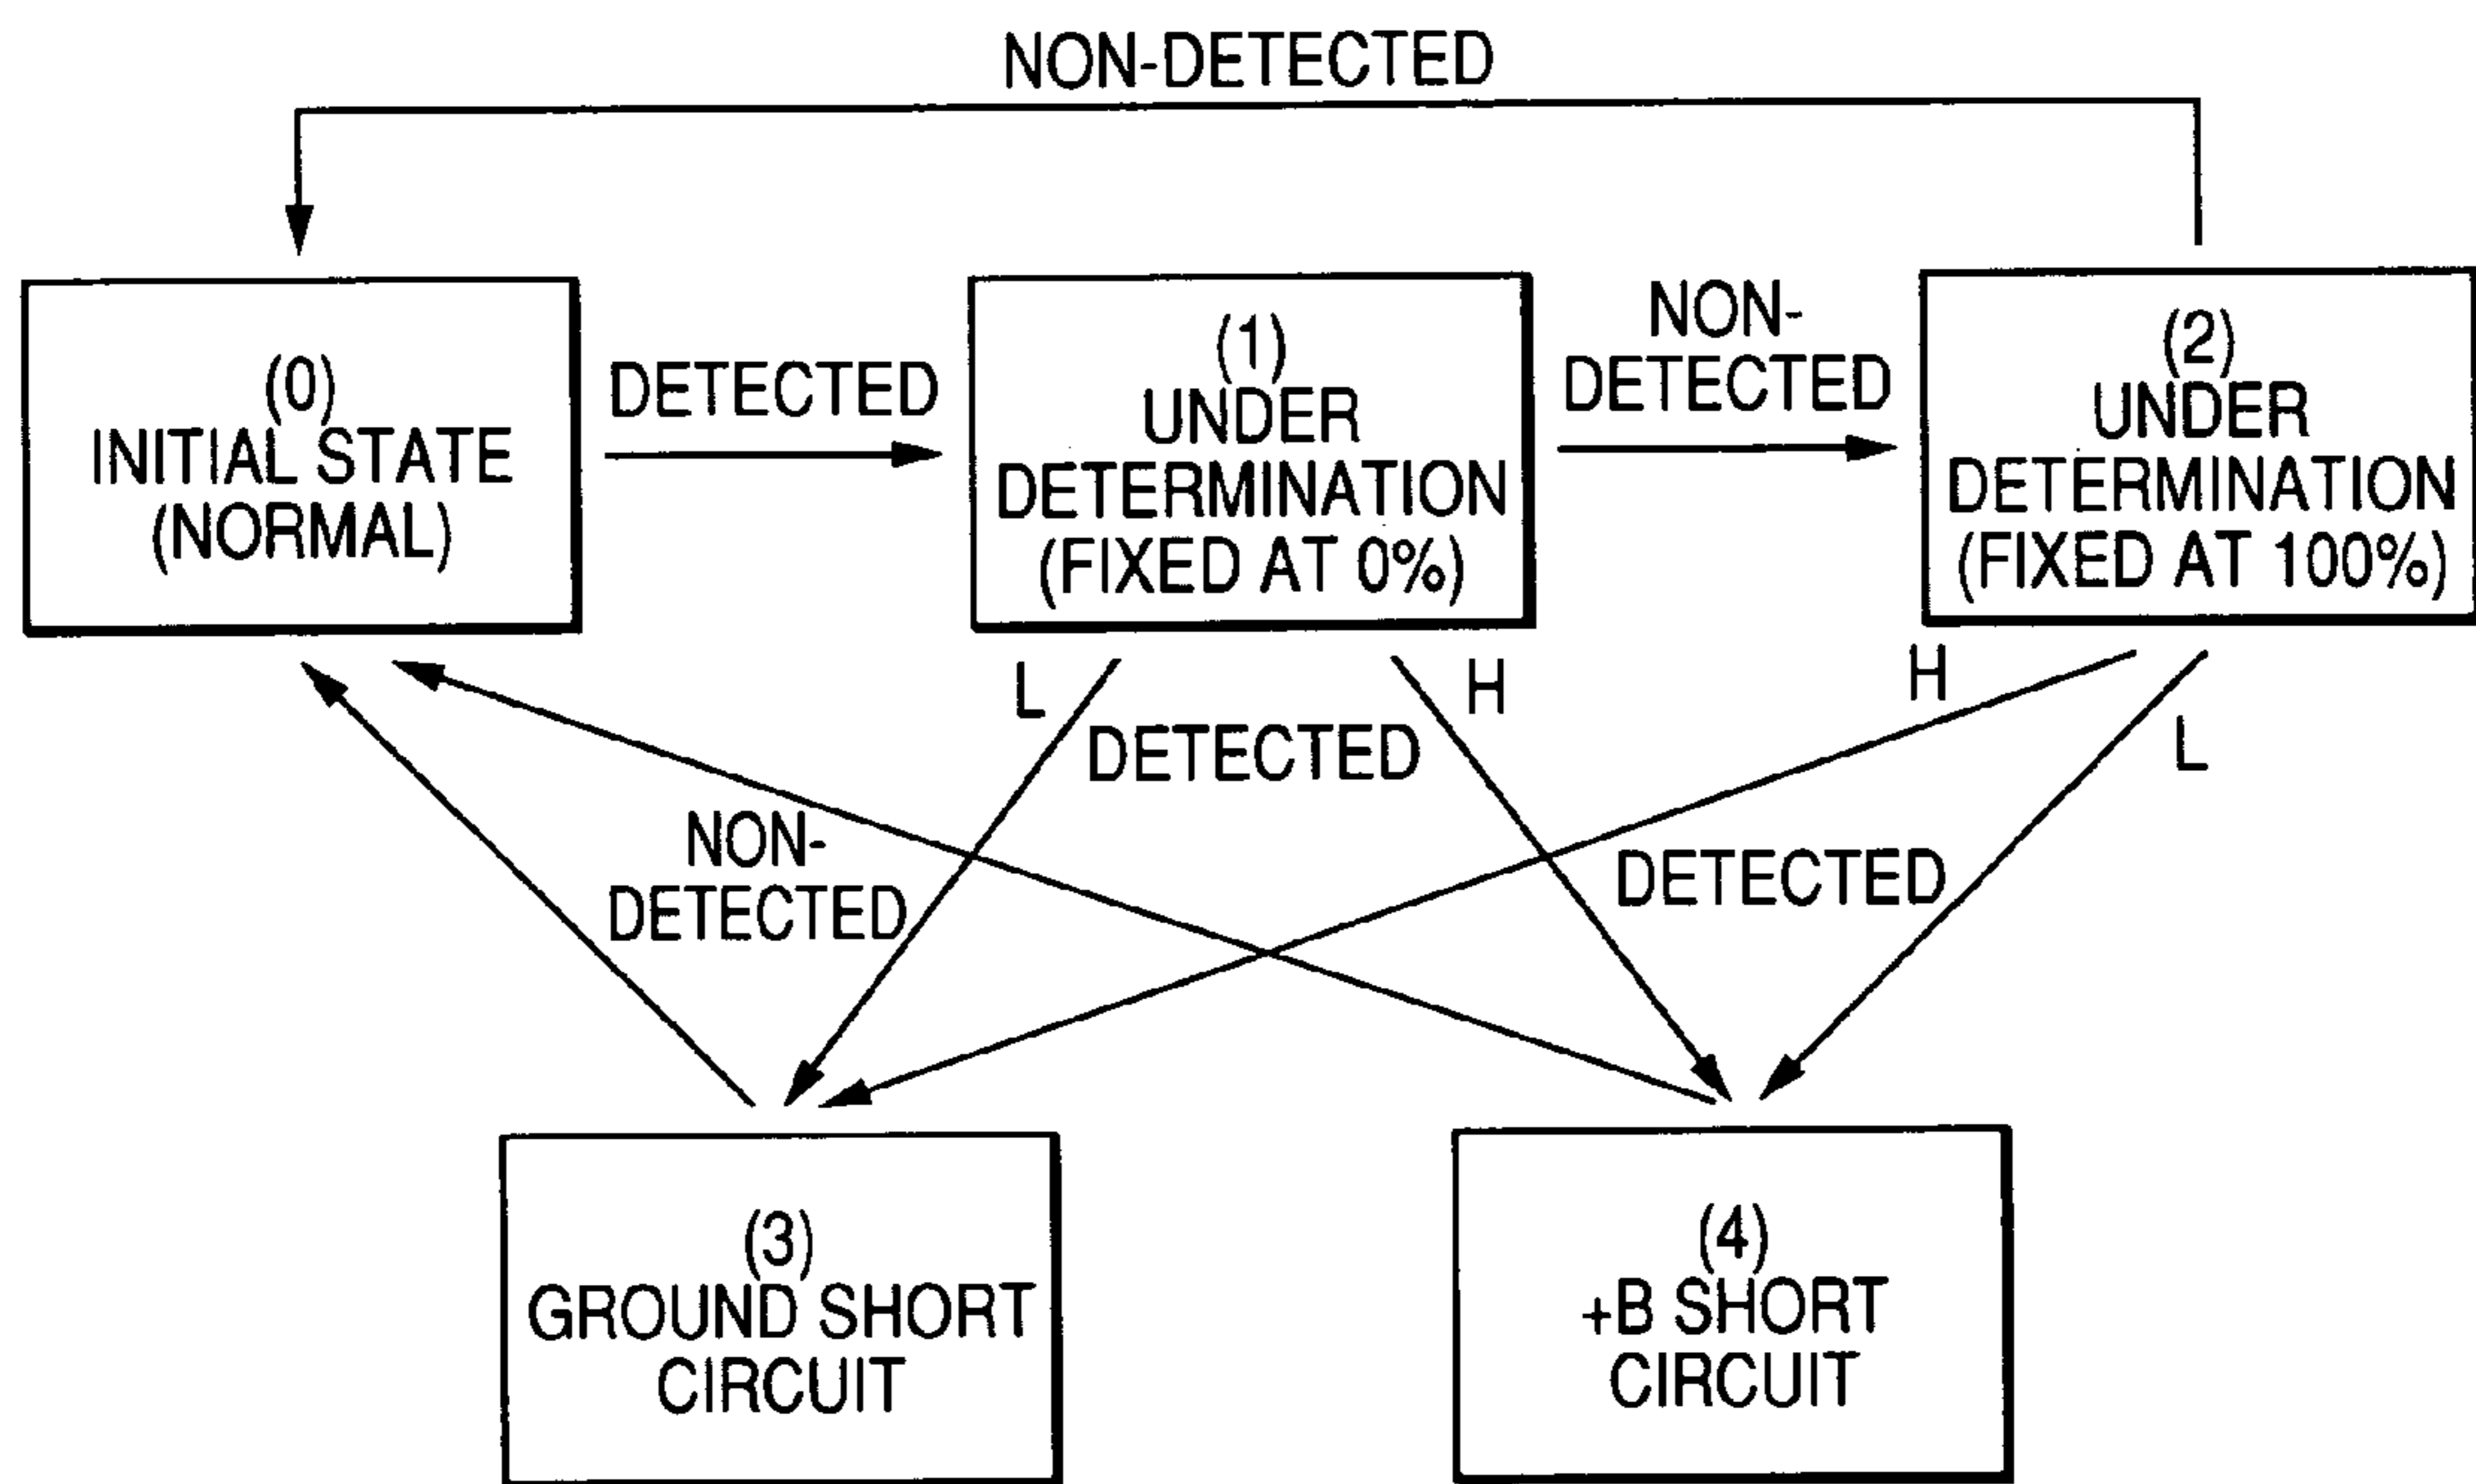 NON-DETECTED
(0)
INITIAL STATE
(NORMAL)
DETECTED
(1)
UNDER
DETERMINATION
(FIXED AT 0%)
NON-
DETECTED
(2)
UNDER
DETERMINATION
(FIXED AT 100%)
L
H
H
L
DETECTED
NON-
DETECTED
DETECTED
(3)
GROUND SHORT
CIRCUIT
(4)
+B SHORT
CIRCUIT